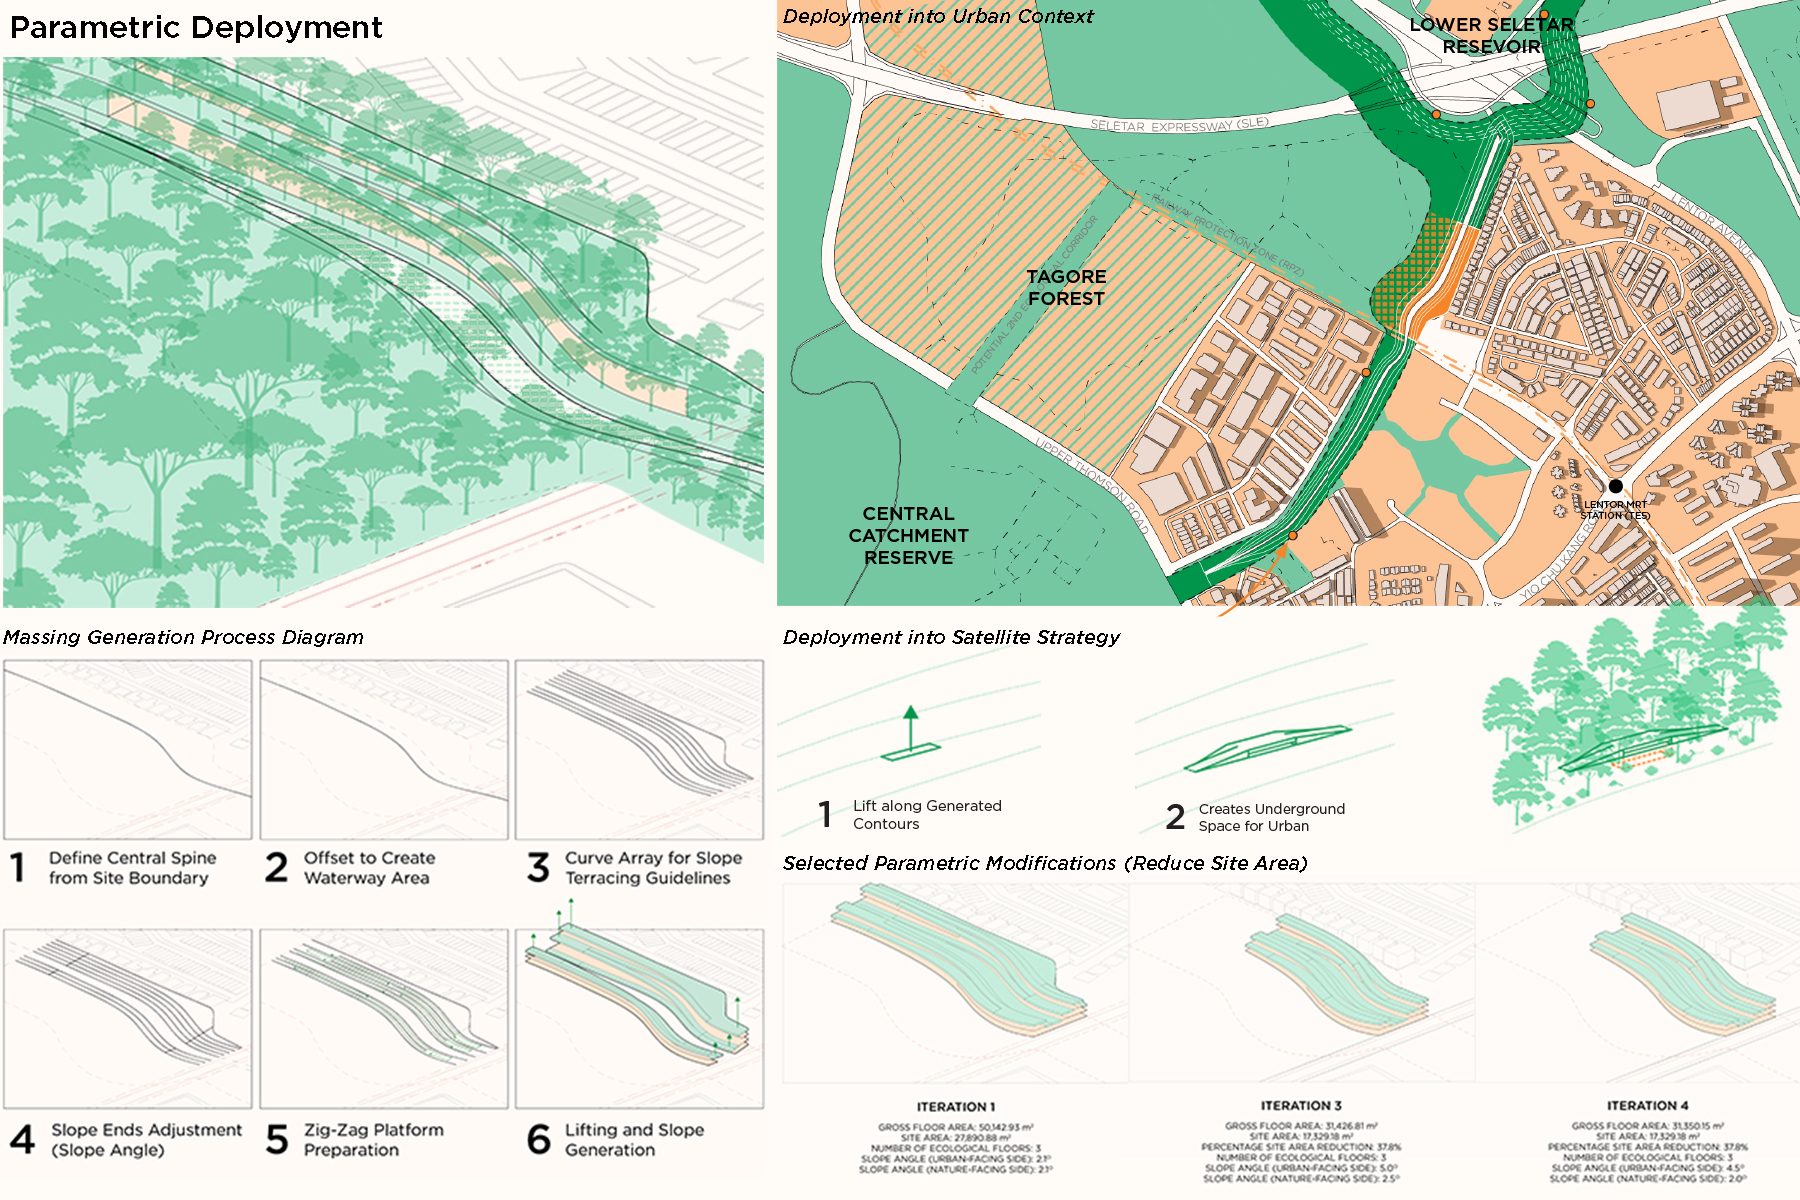 Parametric Deployment
Deployment into Urban Context
LOWER SELETAR
RESEVOIR
SELETAR EXPRESSWAY (SLE)
LENTOR AVENUE
RAILWAY PROTECTION ZONE (RPZ)
POTENTIAL 2ND CORRIDOR
TAGORE
FOREST
UPPER THOMSON ROAD
CENTRAL
CATCHMENT
RESERVE
LENTOR MRT
STATION (TE5)
YIO CHU KANG
Massing Generation Process Diagram
1 Define Central Spine
from Site Boundary
2 Offset to Create
Waterway Area
3 Curve Array for Slope
Terracing Guidelines
4 Slope Ends Adjustment
(Slope Angle)
5 Zig-Zag Platform
Preparation
6 Lifting and Slope
Generation
Deployment into Satellite Strategy
1 Lift along Generated
Contours
2 Creates Underground
Space for Urban
Selected Parametric Modifications (Reduce Site Area)
ITERATION 1
GROSS FLOOR AREA: 50,142.93 m²
SITE AREA: 27,890.88 m²
NUMBER OF ECOLOGICAL FLOORS: 3
SLOPE ANGLE (URBAN-FACING SIDE): 2.1°
SLOPE ANGLE (NATURE-FACING SIDE): 2.1°
ITERATION 3
GROSS FLOOR AREA: 31,426.81 m²
SITE AREA: 17,329.18 m²
PERCENTAGE SITE AREA REDUCTION: 37.8%
NUMBER OF ECOLOGICAL FLOORS: 3
SLOPE ANGLE (URBAN-FACING SIDE): 5.0°
SLOPE ANGLE (NATURE-FACING SIDE): 2.5°
ITERATION 4
GROSS FLOOR AREA: 31,350.15 m²
SITE AREA: 17,329.18 m²
PERCENTAGE SITE AREA REDUCTION: 37.8%
NUMBER OF ECOLOGICAL FLOORS: 3
SLOPE ANGLE (URBAN-FACING SIDE): 4.5°
SLOPE ANGLE (NATURE-FACING SIDE): 2.0°